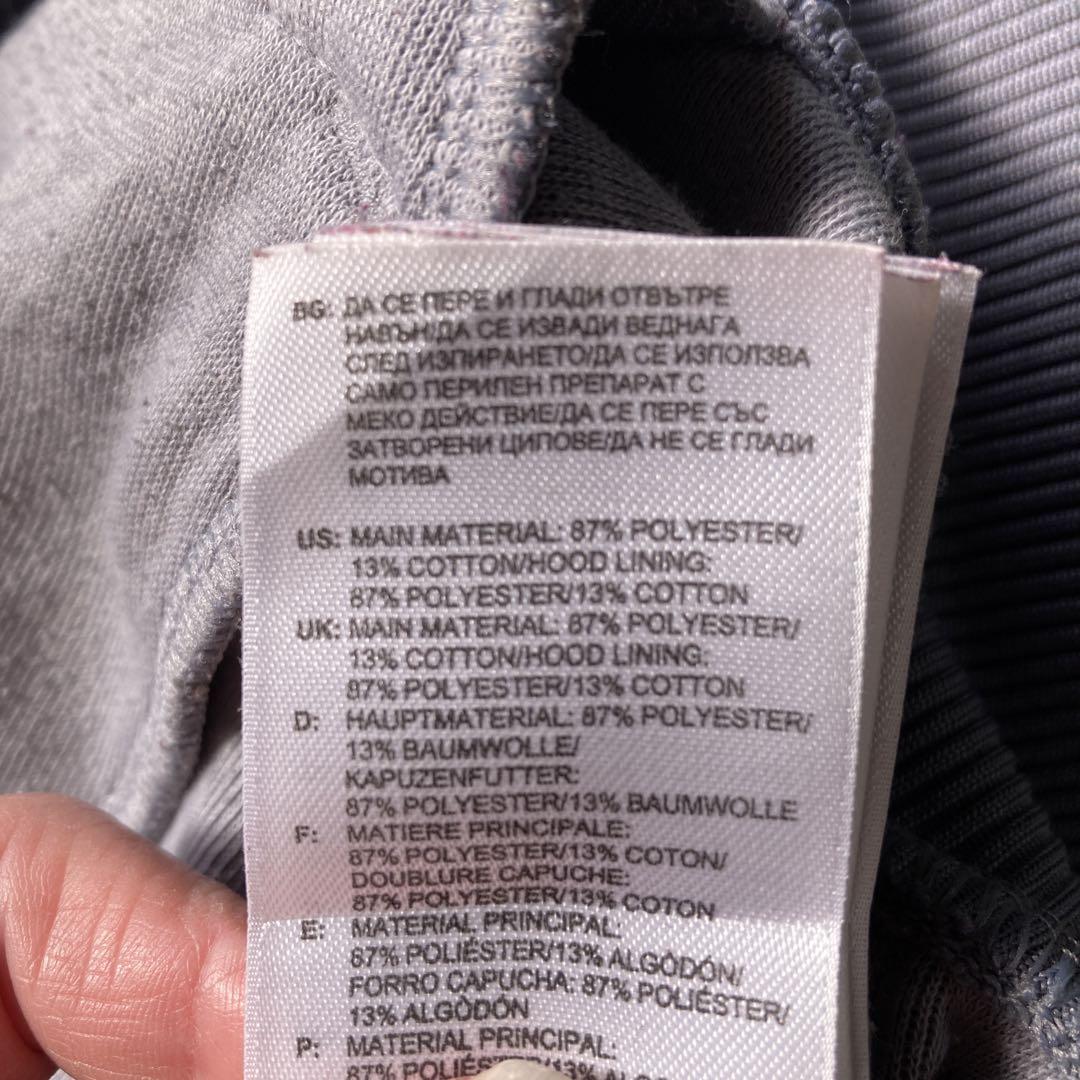 BG: ДА СЕ ПЕРЕ И ГЛАДИ ОТВЪТРЕ
НАВЪН/ДА СЕ ИЗВАДИ ВЕДНАГА
СЛЕД ИЗПИРАНЕТО/ДА СЕ ИЗПОЛЗВА
САМО ПЕРИЛЕН ПРЕПАРАТ С
МЕКО ДЕЙСТВИЕ/ДА СЕ ПЕРЕ СЪС
ЗАТВОРЕНИ ЦИПОВЕ/ДА НЕ СЕ ГЛАДИ
МОТИВА
US: MAIN MATERIAL: 87% POLYESTER/
13% COTTON/HOOD LINING:
87% POLYESTER/13% COTTON
UK: MAIN MATERIAL: 87% POLYESTER/
13% COTTON/HOOD LINING:
87% POLYESTER/13% COTTON
D: HAUPTMATERIAL: 87% POLYESTER/
13% BAUMWOLLE/
KAPUZENFUTTER:
87% POLYESTER/13% BAUMWOLLE
F: MATIERE PRINCIPALE:
87% POLYESTER/13% COTON/
DOUBLURE CAPUCHE:
87% POLYESTER/13% COTON
E: MATERIAL PRINCIPAL:
87% POLIÉSTER/13% ALGÒDÓN/
FORRO CAPUCHA: 87% POLIÉSTER/
13% ALGÒDÓN
P: MATERIAL PRINCIPAL:
87%